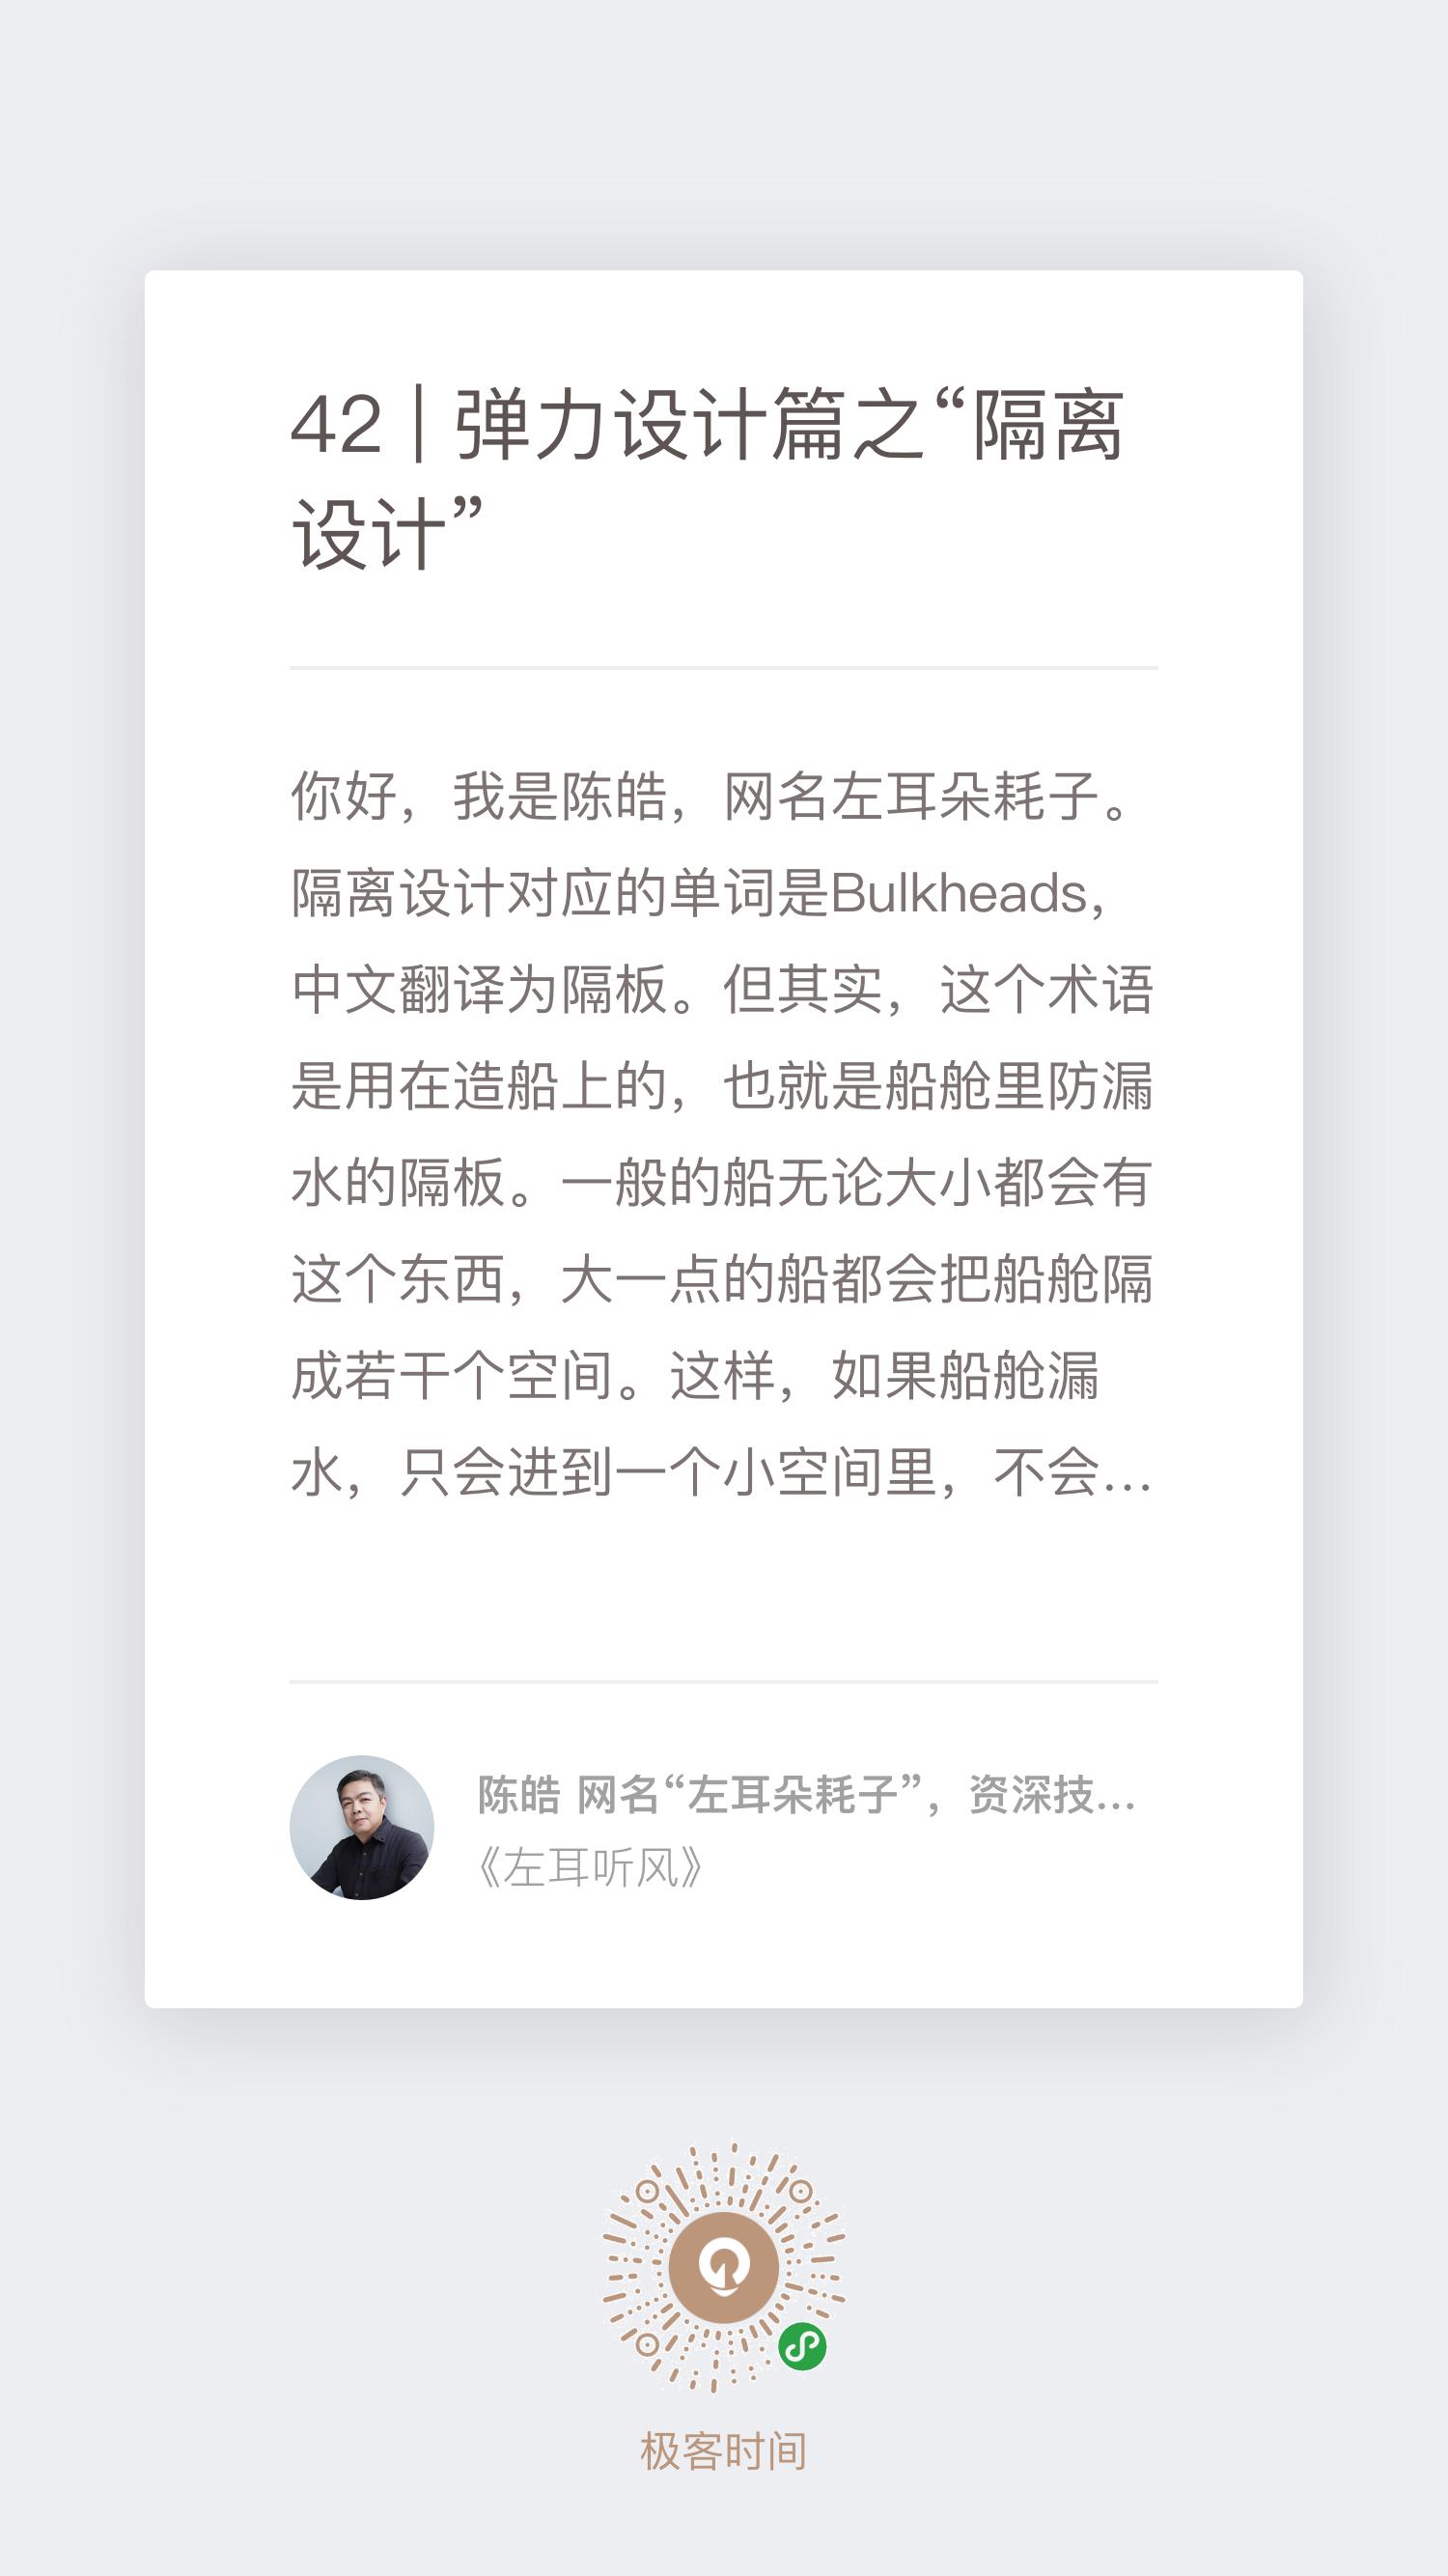 42 | 弹力设计篇之“隔离
设计”
你好，我是陈皓，网名左耳朵耗子。
隔离设计对应的单词是Bulkheads，
中文翻译为隔板。但其实，这个术语
是用在造船上的，也就是船舱里防漏
水的隔板。一般的船无论大小都会有
这个东西，大一点的船都会把船舱隔
成若干个空间。这样，如果船舱漏
水，只会进到一个小空间里，不会…
陈皓 网名“左耳朵耗子”，资深技…
《左耳听风》
极客时间